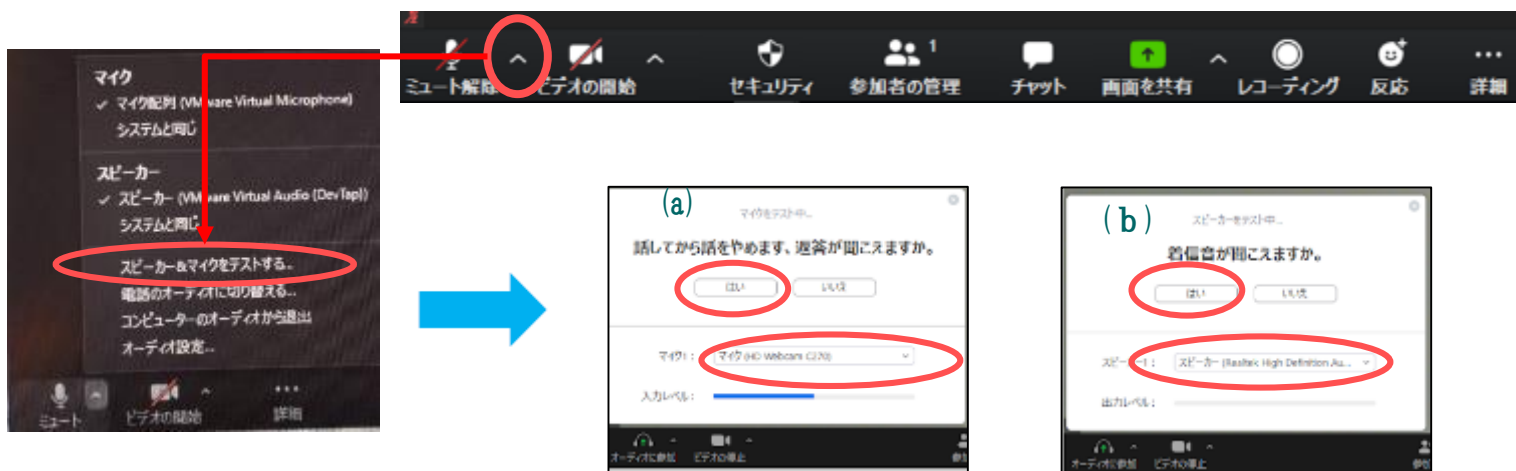 ミュート解除
ビデオの開始
セキュリティ
1
参加者の管理
チャット
画面を共有
レコーディング
反応
詳細
マイク
✓ マイク配列 (VMware Virtual Microphone)
システムと同じ
スピーカー
✓ スピーカー (VMware Virtual Audio (DevTap))
システムと同じ
スピーカー&マイクをテストする...
電話のオーディオに切り替える...
コンピューターのオーディオから退出
オーディオ設定...
ミュート
ビデオの開始
詳細
(a)
マイクをテスト中...
話してから話をやめます、返答が聞こえますか。
はい
いいえ
マイク1:
マイク (HD Webcam C270)
入力レベル:
オーディオに参加
ビデオの停止
(b)
スピーカーをテスト中...
着信音が聞こえますか。
はい
いいえ
スピーカー1:
スピーカー (Realtek High Definition Au...
出力レベル:
オーディオに参加
ビデオの停止